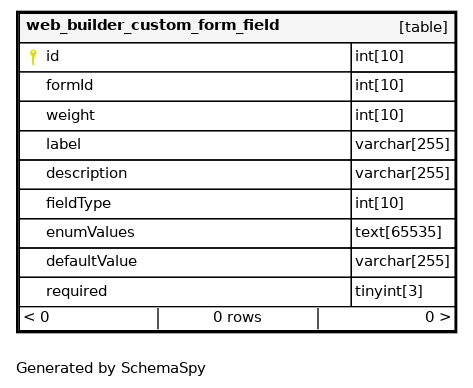 web_builder_custom_form_field [table]
id int[10]
formId int[10]
weight int[10]
label varchar[255]
description varchar[255]
fieldType int[10]
enumValues text[65535]
defaultValue varchar[255]
required tinyint[3]
< 0 0 rows 0 >
Generated by SchemaSpy